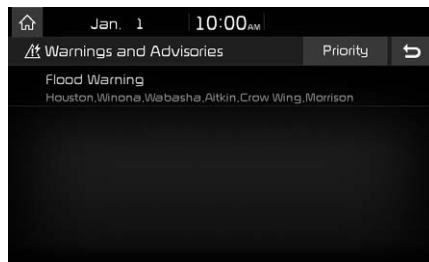 Jan. 1 10:00AM
Warnings and Advisories Priority
Flood Warning
Houston,Winona,Wabasha,Aitkin,Crow Wing,Morrison